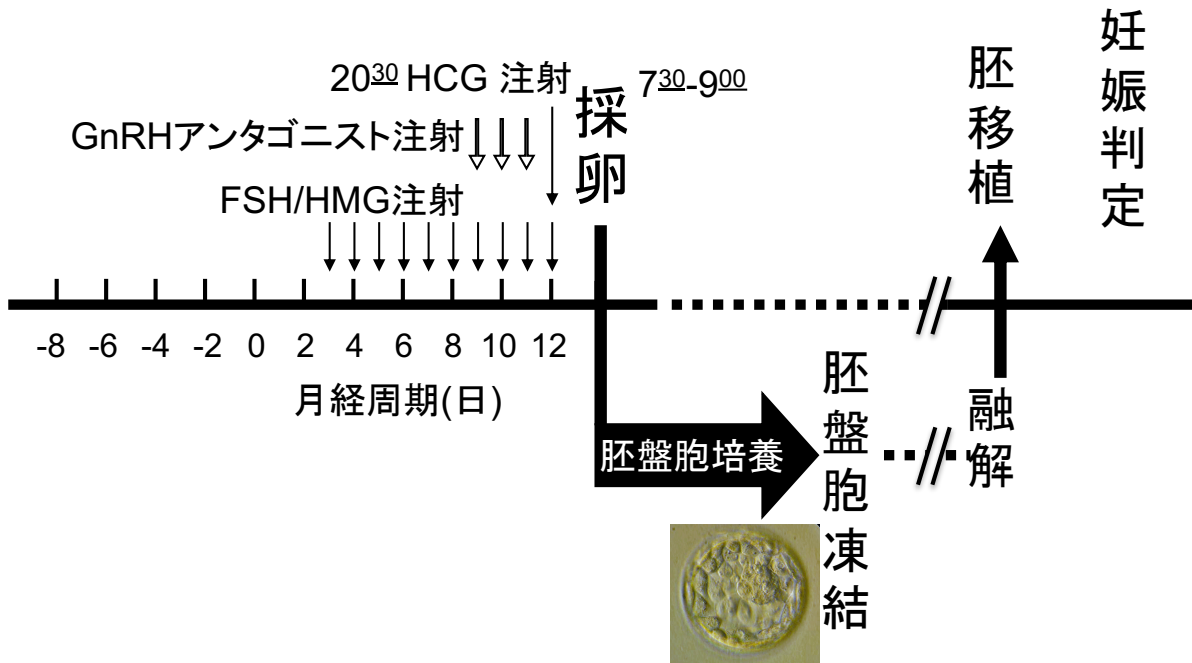 妊娠判定
胚移植
2030 HCG 注射
採卵
730-900
GnRHアンタゴニスト注射
FSH/HMG注射
-8 -6 -4 -2 0 2 4 6 8 10 12
月経周期(日)
胚盤胞培養
胚盤胞凍結
融解